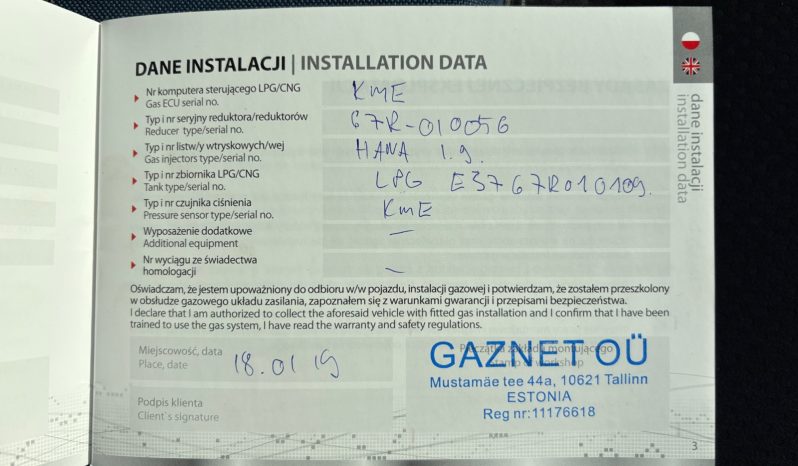 DANE INSTALACJI | INSTALLATION DATA
Nr komputera sterującego LPG/CNG
Gas ECU serial no.
KME
Typ i nr seryjny reduktora/reduktorów
Reducer type/serial no.
67R-010056
Typ i nr listw/y wtryskowych/wej
Gas injectors type/serial no.
HANA 1.9.
Typ i nr zbiornika LPG/CNG
Tank type/serial no.
LPG E3767R010109.
Typ i nr czujnika ciśnienia
Pressure sensor type/serial no.
KME
Wyposażenie dodatkowe
Additional equipment
—
Nr wyciągu ze świadectwa
homologacji
—
Oświadczam, że jestem upoważniony do odbioru w/w pojazdu, instalacji gazowej i potwierdzam, że zostałem przeszkolony
w obsłudze gazowego układu zasilania, zapoznałem się z warunkami gwarancji i przepisami bezpieczeństwa.
I declare that I am authorized to collect the aforesaid vehicle with fitted gas installation and I confirm that I have been
trained to use the gas system, I have read the warranty and safety regulations.
Miejscowość, data
Place, date
18.01 19
Podpis klienta
Client`s signature
Pieczątka zakładu montującego
Stamp of workshop
GAZNET OÜ
Mustamäe tee 44a, 10621 Tallinn
ESTONIA
Reg nr:11176618
3
dane instalacji
installation data